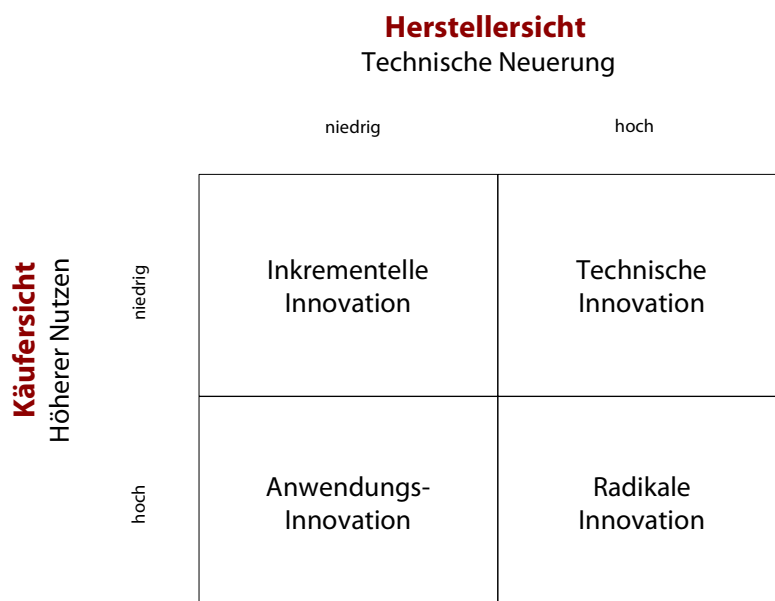 Herstellersicht
Technische Neuerung
niedrig
hoch
Käufersicht
Höherer Nutzen
niedrig
Inkrementelle
Innovation
Technische
Innovation
hoch
Anwendungs-
Innovation
Radikale
Innovation